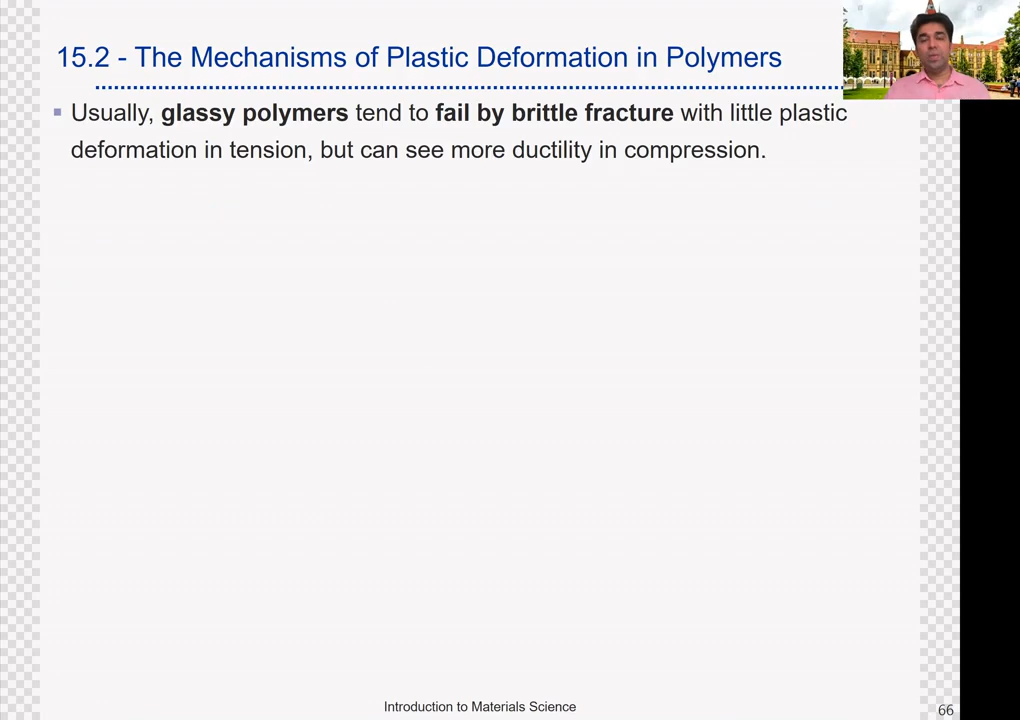 15.2 - The Mechanisms of Plastic Deformation in Polymers
▪ Usually, glassy polymers tend to fail by brittle fracture with little plastic
deformation in tension, but can see more ductility in compression.
Introduction to Materials Science
66